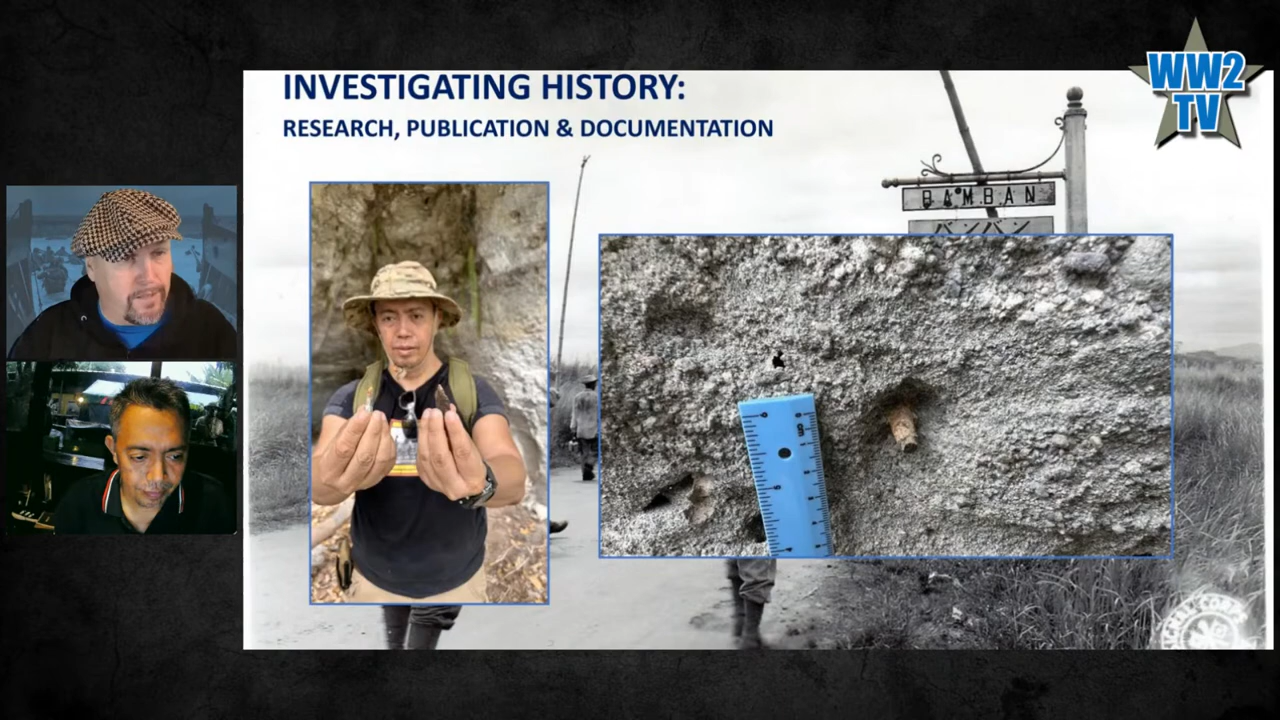 INVESTIGATING HISTORY:
RESEARCH, PUBLICATION & DOCUMENTATION
WW2
TV
BAMBAN
バンバン